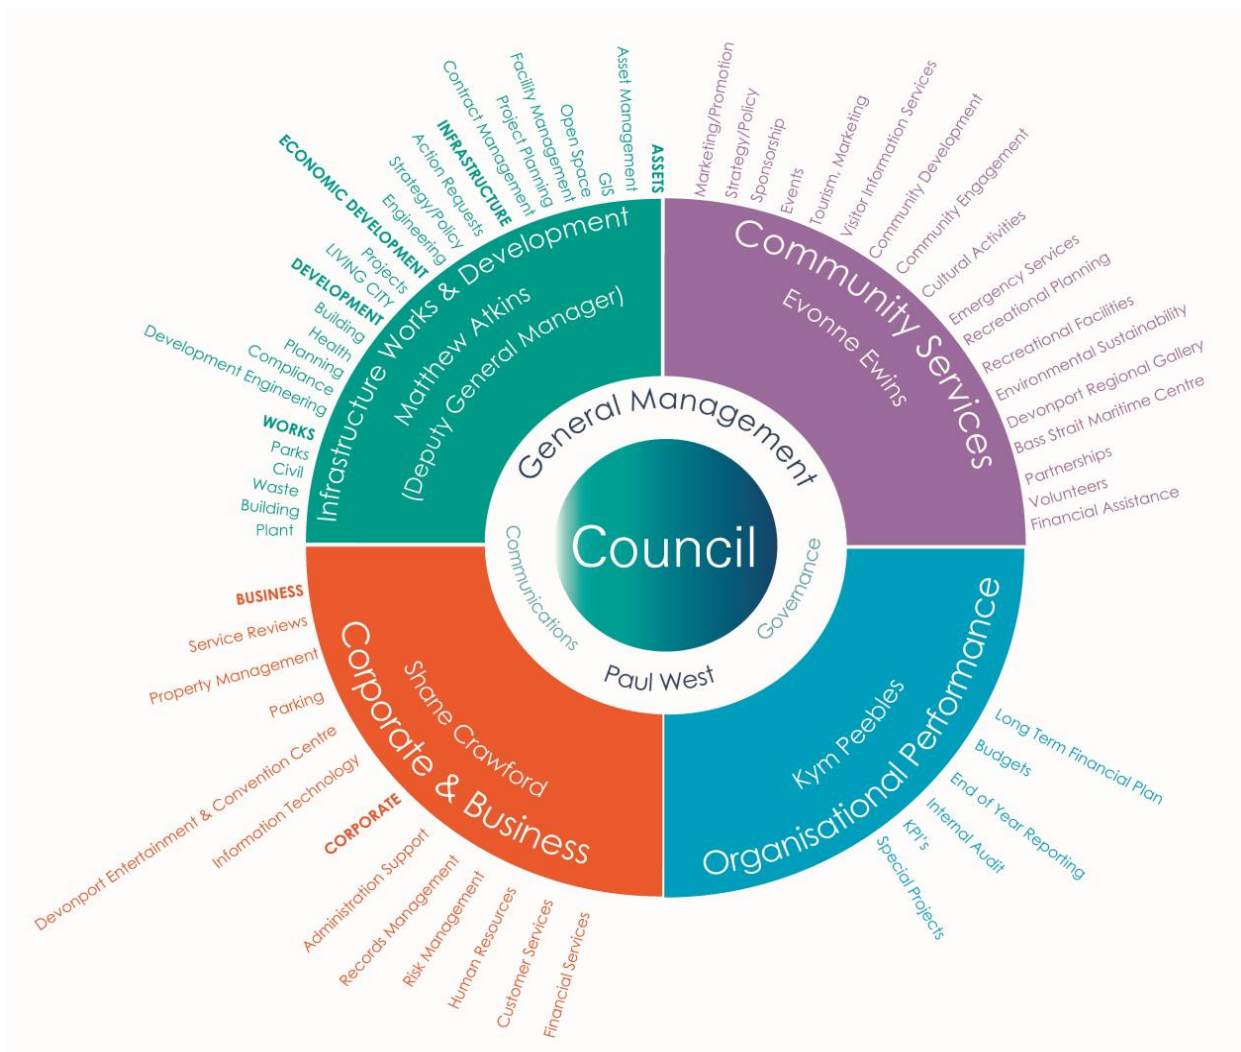 Council
General Management
Communications
Governance
Paul West
Infrastructure Works & Development
Matthew Atkins
(Deputy General Manager)
ASSETS
Asset Management
GIS
Open Space
Facility Management
Project Planning
Contract Management
INFRASTRUCTURE
Action Requests
Strategy/Policy
Engineering
ECONOMIC DEVELOPMENT
Projects
LIVING CITY
DEVELOPMENT
Building
Health
Planning
Compliance
Development Engineering
WORKS
Parks
Civil
Waste
Building
Plant
Community Services
Evonne Ewins
Marketing/Promotion
Strategy/Policy
Sponsorship
Events
Tourism. Marketing
Visitor Information Services
Community Development
Community Engagement
Cultural Activities
Emergency Services
Recreational Planning
Recreational Facilities
Environmental Sustainability
Devonport Regional Gallery
Bass Strait Maritime Centre
Partnerships
Volunteers
Financial Assistance
Corporate & Business
Shane Crawford
BUSINESS
Service Reviews
Property Management
Parking
Devonport Entertainment & Convention Centre
Information Technology
CORPORATE
Administration Support
Records Management
Risk Management
Human Resources
Customer Services
Financial Services
Organisational Performance
Kym Peebles
Long Term Financial Plan
Budgets
End of Year Reporting
Internal Audit
KPI's
Special Projects